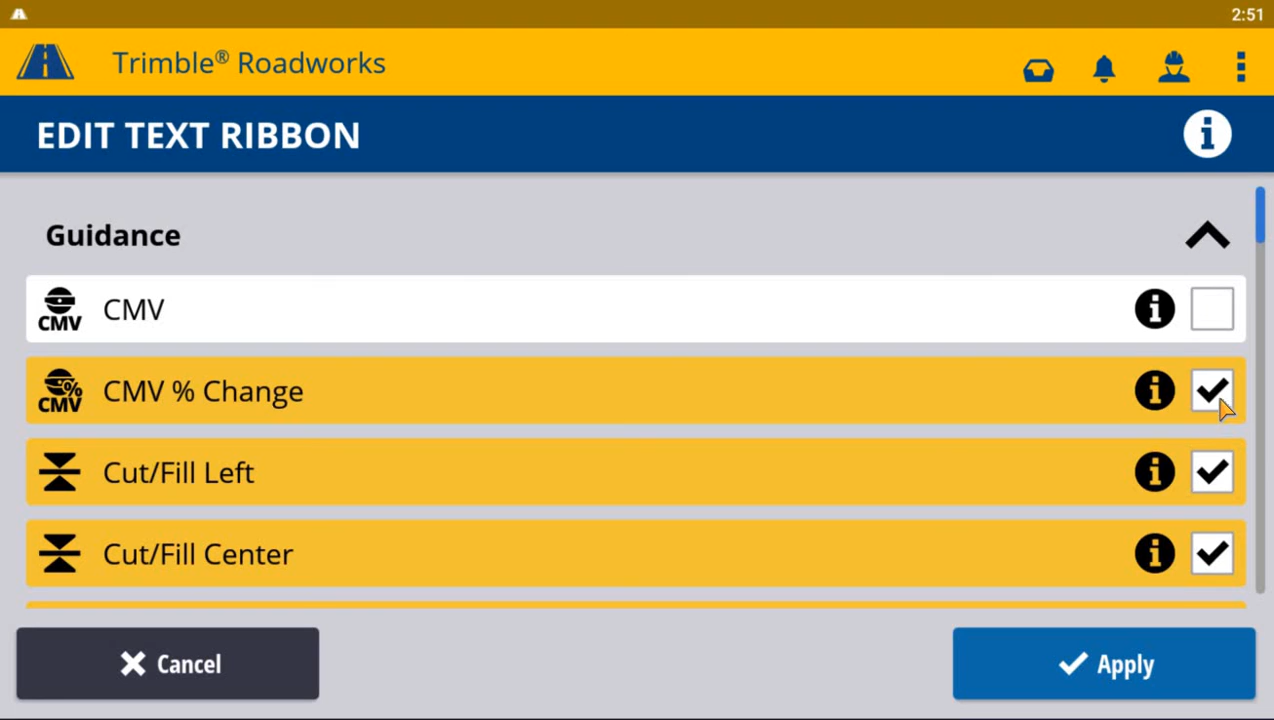 2:51
Trimble® Roadworks
EDIT TEXT RIBBON
Guidance
CMV CMV
CMV % CMV % Change
Cut/Fill Left
Cut/Fill Center
Cancel
Apply